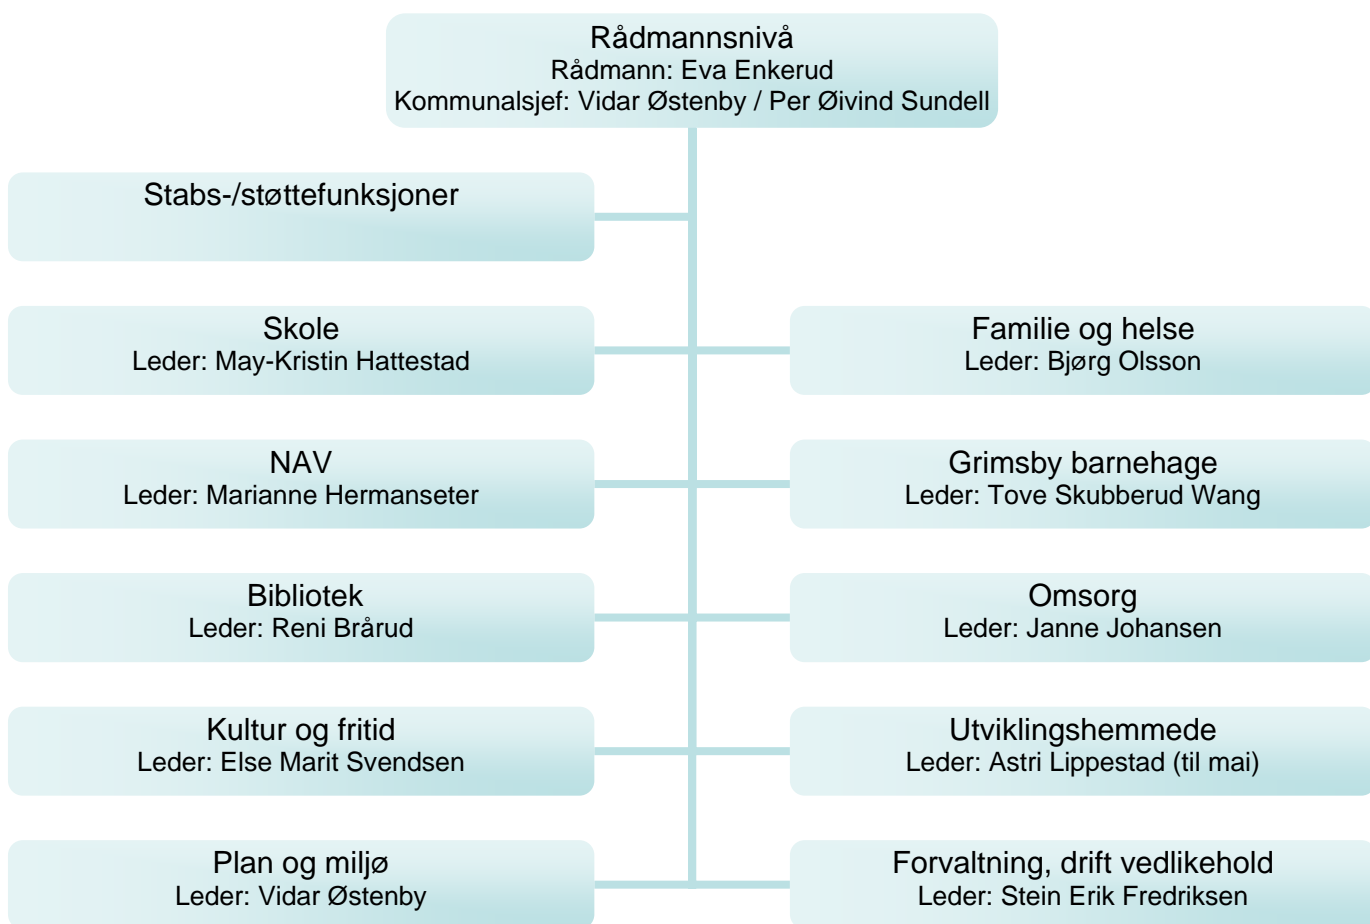 Rådmannsnivå
Rådmann: Eva Enkerud
Kommunalsjef: Vidar Østenby / Per Øivind Sundell
Stabs-/støttefunksjoner
Skole
Leder: May-Kristin Hattestad
Familie og helse
Leder: Bjørg Olsson
NAV
Leder: Marianne Hermanseter
Grimsby barnehage
Leder: Tove Skubberud Wang
Bibliotek
Leder: Reni Brårud
Omsorg
Leder: Janne Johansen
Kultur og fritid
Leder: Else Marit Svendsen
Utviklingshemmede
Leder: Astri Lippestad (til mai)
Plan og miljø
Leder: Vidar Østenby
Forvaltning, drift vedlikehold
Leder: Stein Erik Fredriksen